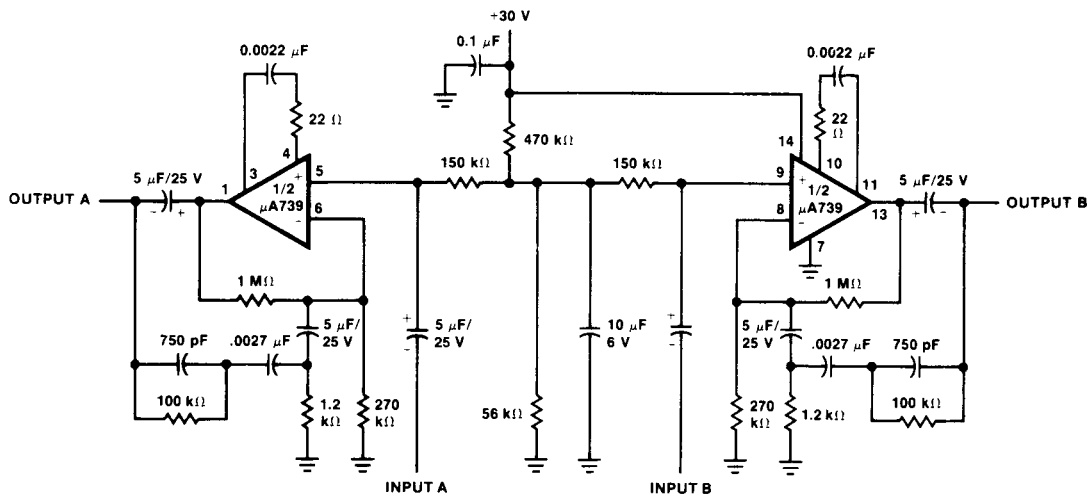 +30 V
0.1 μF
0.0022 μF
0.0022 μF
22 Ω
22
Ω
470 kΩ
14
4
10
3
5
150 kΩ
150 kΩ
9
11
5 μF/25 V
1
+
1/2
μA739
-
6
+
1/2
μA739
-
8
13
5 μF/25 V
OUTPUT A
- +
+ -
OUTPUT B
7
1 MΩ
1 MΩ
5 μF/
25 V
+
-
5 μF/
25 V
10 μF
6 V
+
-
5 μF/
25 V
750 pF
.0027 μF
.0027 μF
750 pF
100 kΩ
1.2
kΩ
270
kΩ
56 kΩ
270
kΩ
1.2 kΩ
100 kΩ
INPUT A
INPUT B